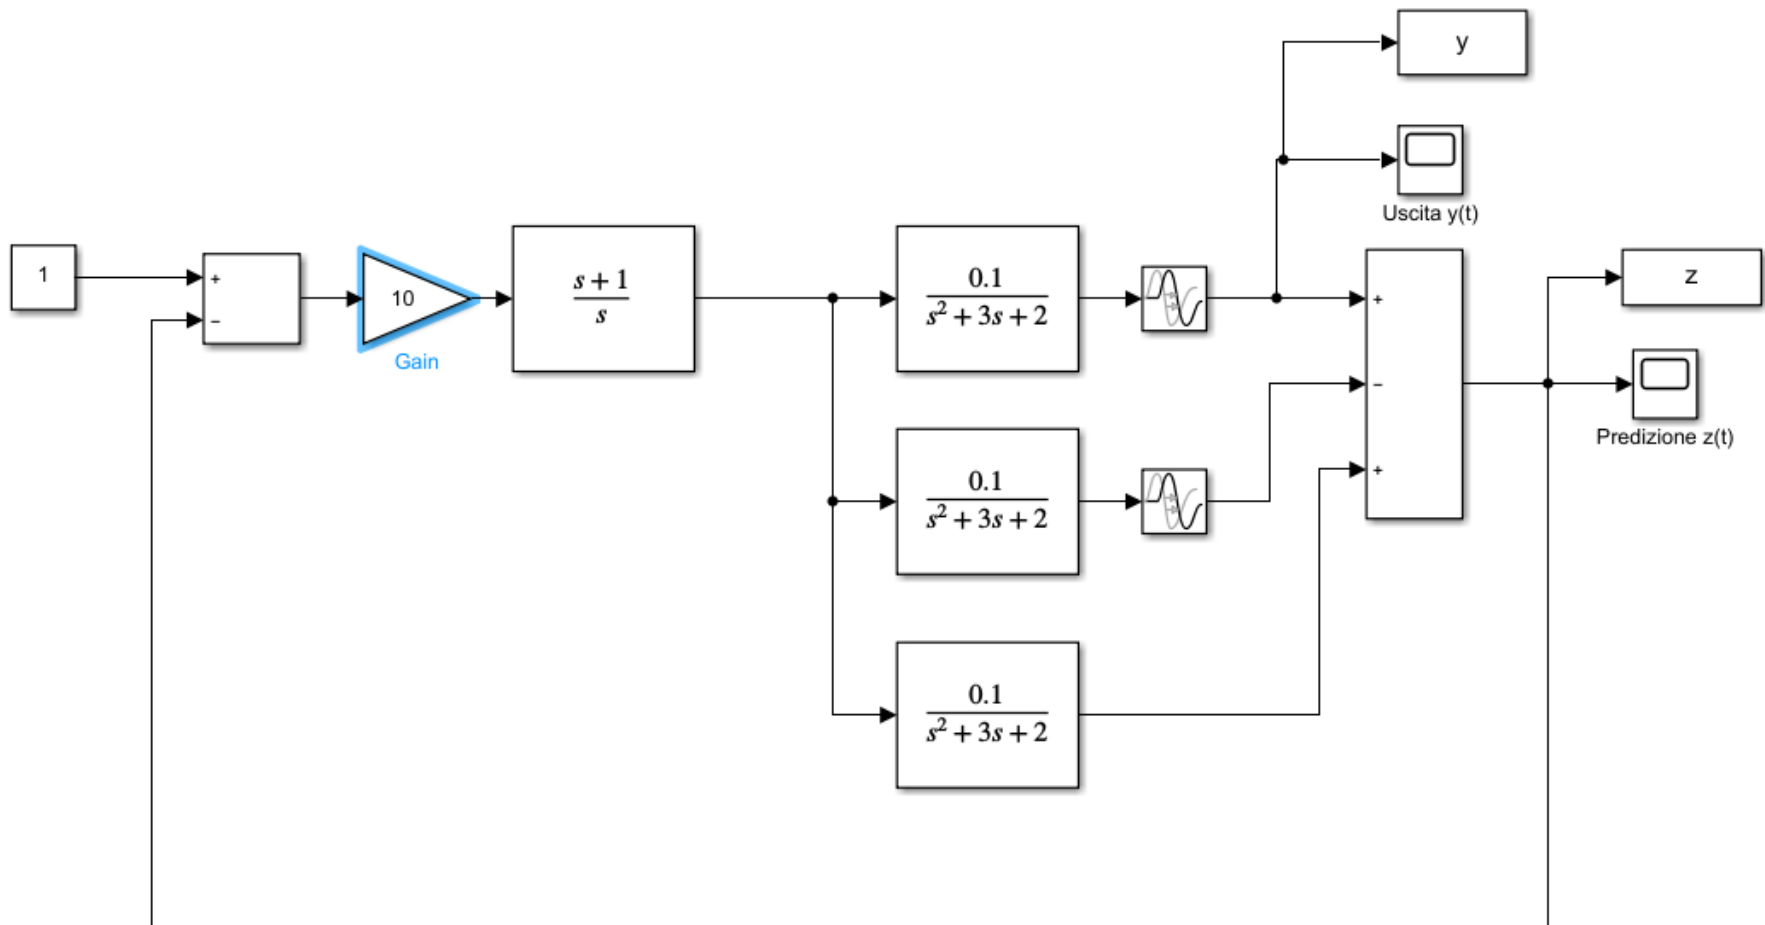 y
Uscita y(t)
1
+
−
10
Gain
s + 1
s
0.1
s² + 3s + 2
+
−
+
z
Predizione z(t)
0.1
s² + 3s + 2
0.1
s² + 3s + 2